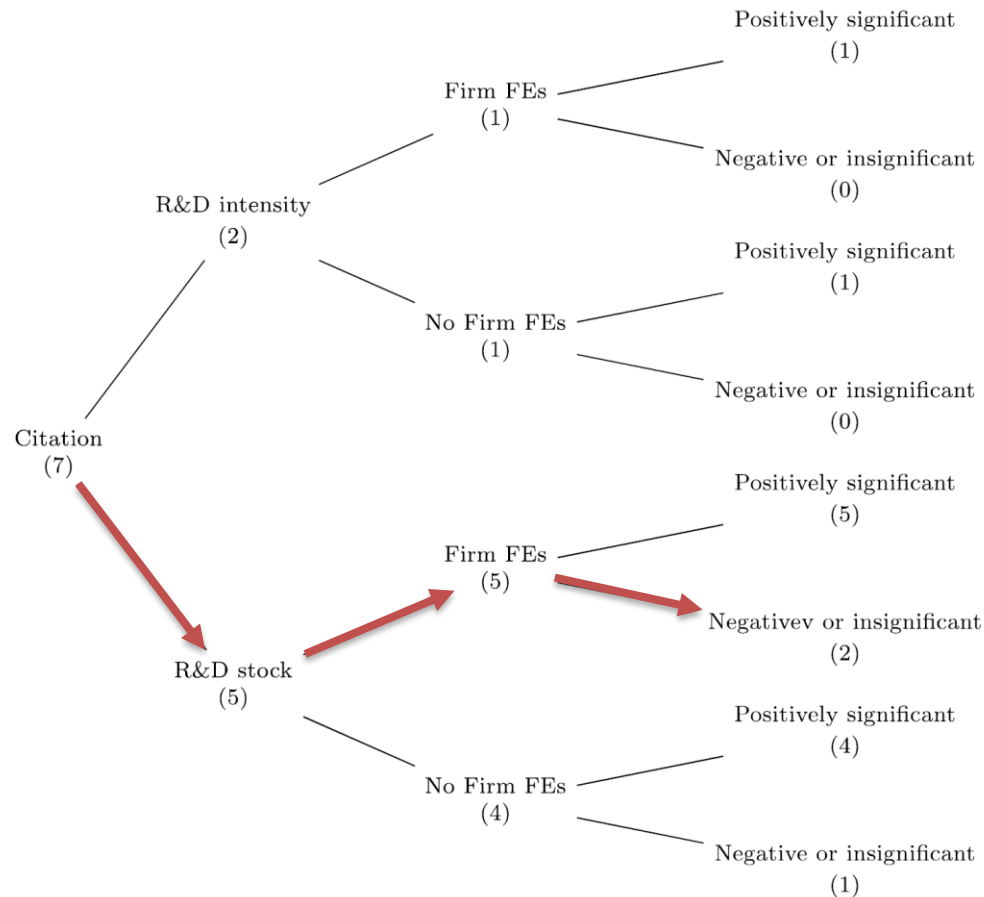 Positively significant
(1)
Firm FEs
(1)
Negative or insignificant
(0)
R&D intensity
(2)
Positively significant
(1)
No Firm FEs
(1)
Negative or insignificant
(0)
Citation
(7)
Positively significant
(5)
Firm FEs
(5)
Negativev or insignificant
(2)
R&D stock
(5)
Positively significant
(4)
No Firm FEs
(4)
Negative or insignificant
(1)